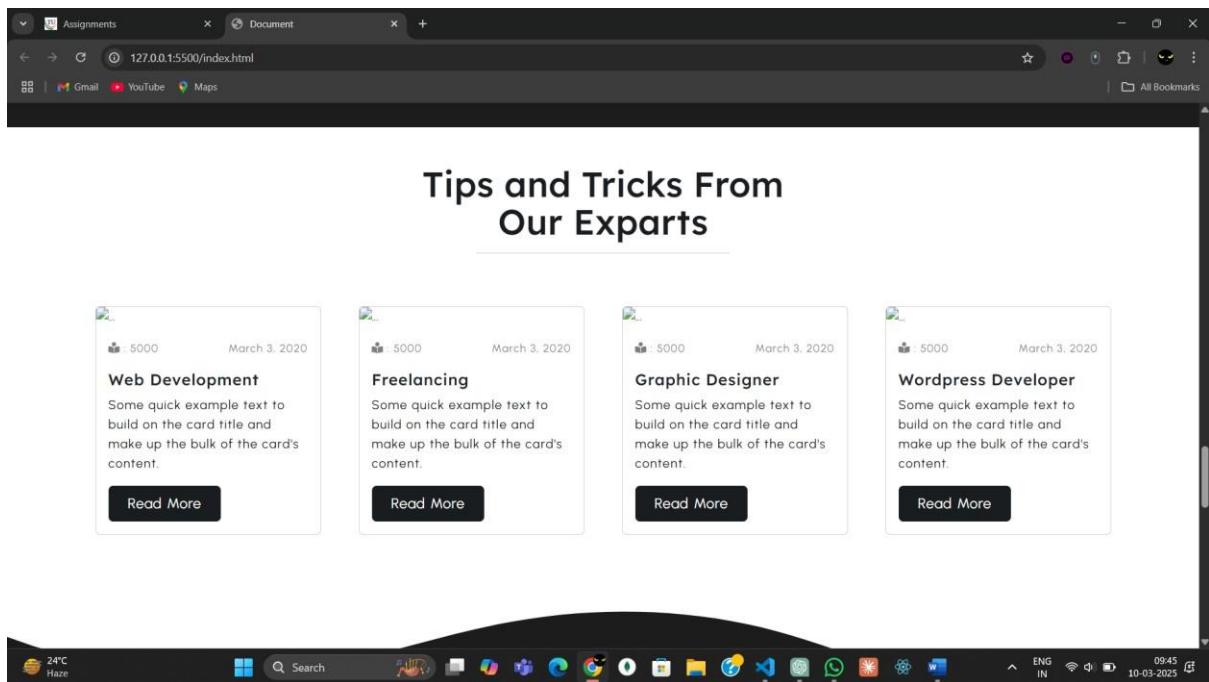 Assignments
Document
127.0.0.1:5500/index.html
Gmail YouTube Maps All Bookmarks
Tips and Tricks From
Our Exparts
: 5000 March 3, 2020
Web Development
Some quick example text to
build on the card title and
make up the bulk of the card's
content.
Read More
: 5000 March 3, 2020
Freelancing
Some quick example text to
build on the card title and
make up the bulk of the card's
content.
Read More
: 5000 March 3, 2020
Graphic Designer
Some quick example text to
build on the card title and
make up the bulk of the card's
content.
Read More
: 5000 March 3, 2020
Wordpress Developer
Some quick example text to
build on the card title and
make up the bulk of the card's
content.
Read More
24°C
Haze
Search
ENG
IN
09:45
10-03-2025